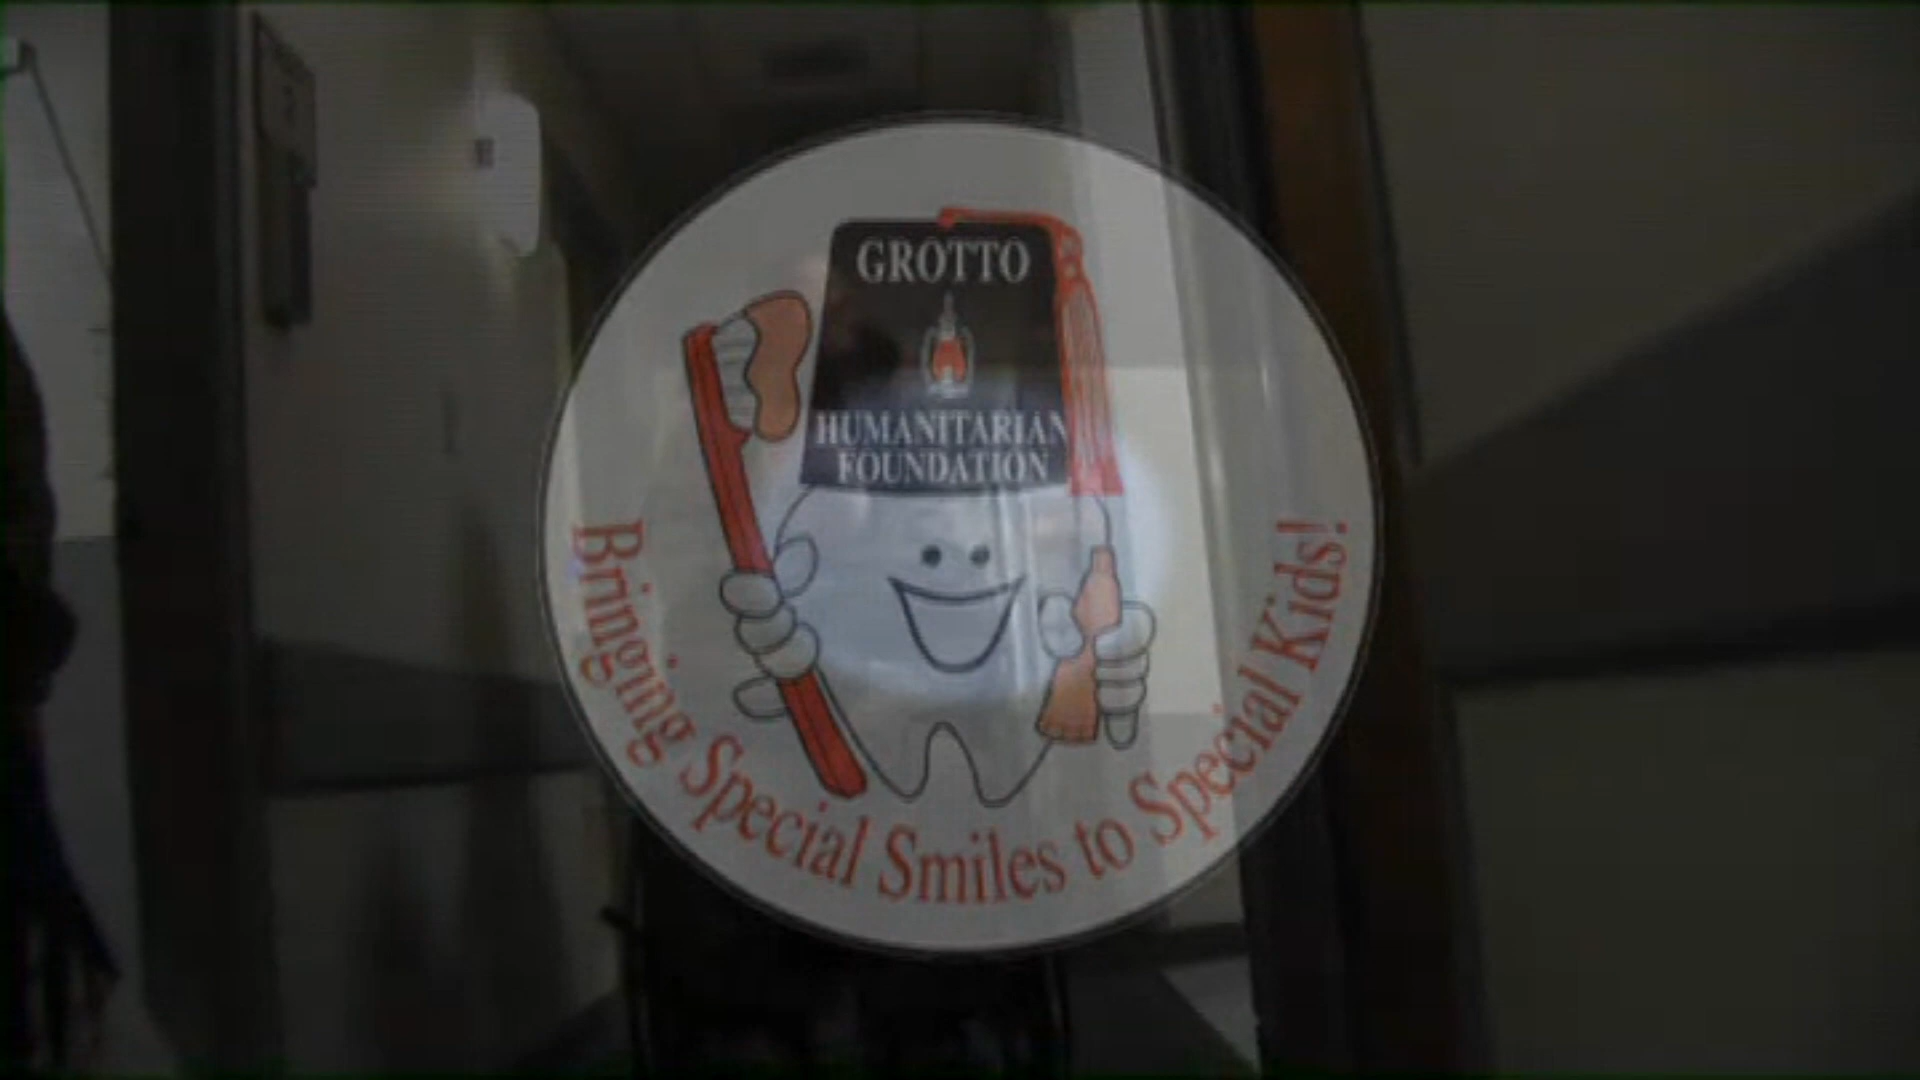 GROTTO
HUMANITARIAN
FOUNDATION
Bringing Special Smiles to Special Kids!